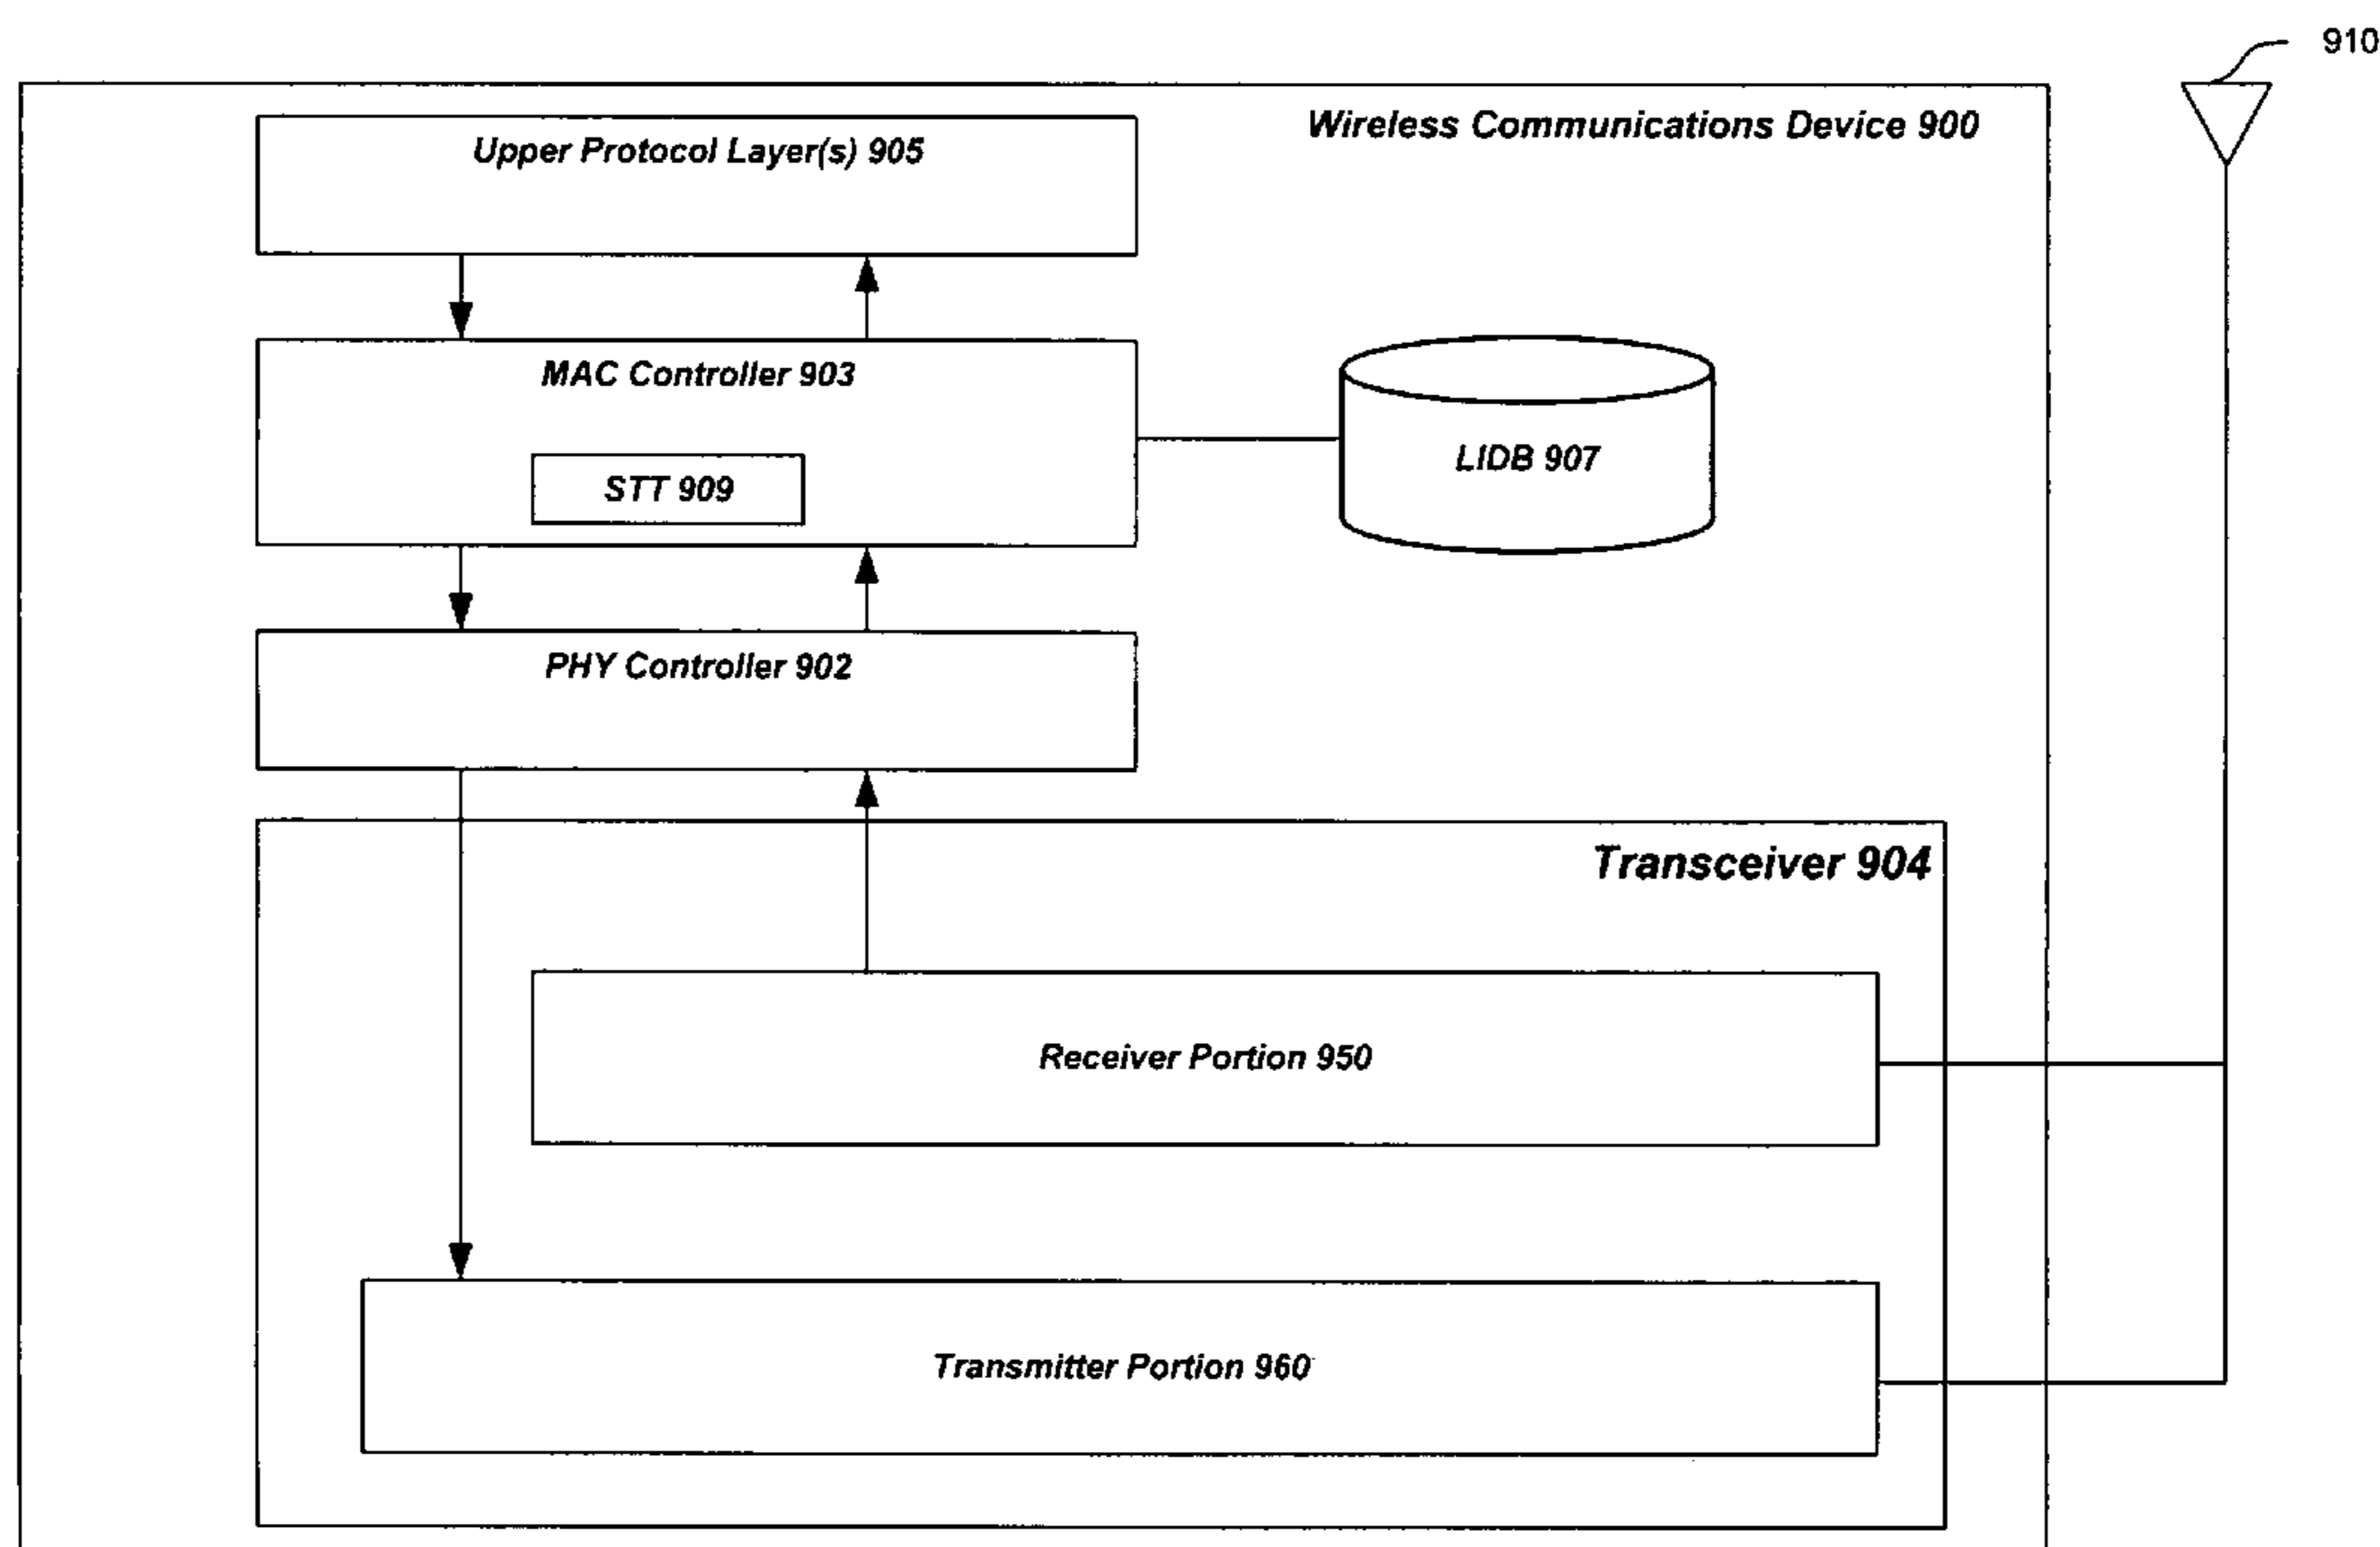 910
Wireless Communications Device 900
Upper Protocol Layer(s) 905
MAC Controller 903
LIDB 907
STT 909
PHY Controller 902
Transceiver 904
Receiver Portion 950
Transmitter Portion 960